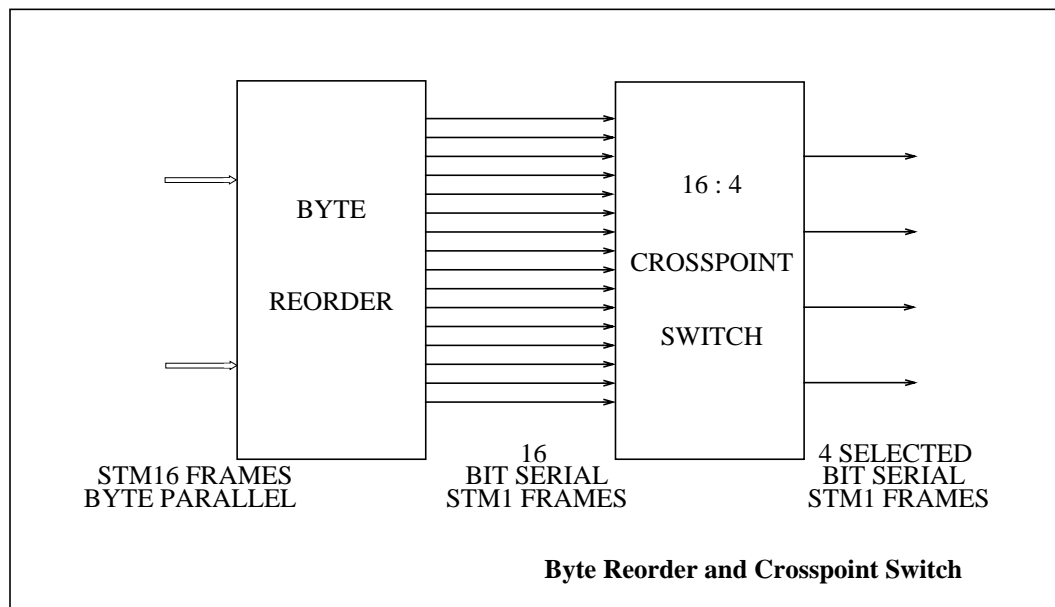 BYTE
REORDER
16 : 4
CROSSPOINT
SWITCH
STM16 FRAMES
BYTE PARALLEL
16
BIT SERIAL
STM1 FRAMES
4 SELECTED
BIT SERIAL
STM1 FRAMES
Byte Reorder and Crosspoint Switch